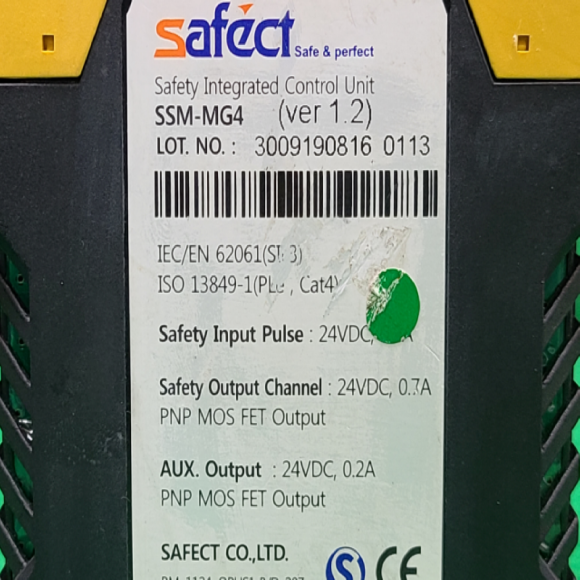 Safect Safe & perfect
Safety Integrated Control Unit
SSM-MG4 (ver 1.2)
LOT. NO. : 3009190816 0113
IEC/EN 62061(SIL 3)
ISO 13849-1(PLe , Cat4)
Safety Input Pulse : 24VDC,
Safety Output Channel : 24VDC, 0.7A
PNP MOS FET Output
AUX. Output : 24VDC, 0.2A
PNP MOS FET Output
SAFECT CO.,LTD.
S CE